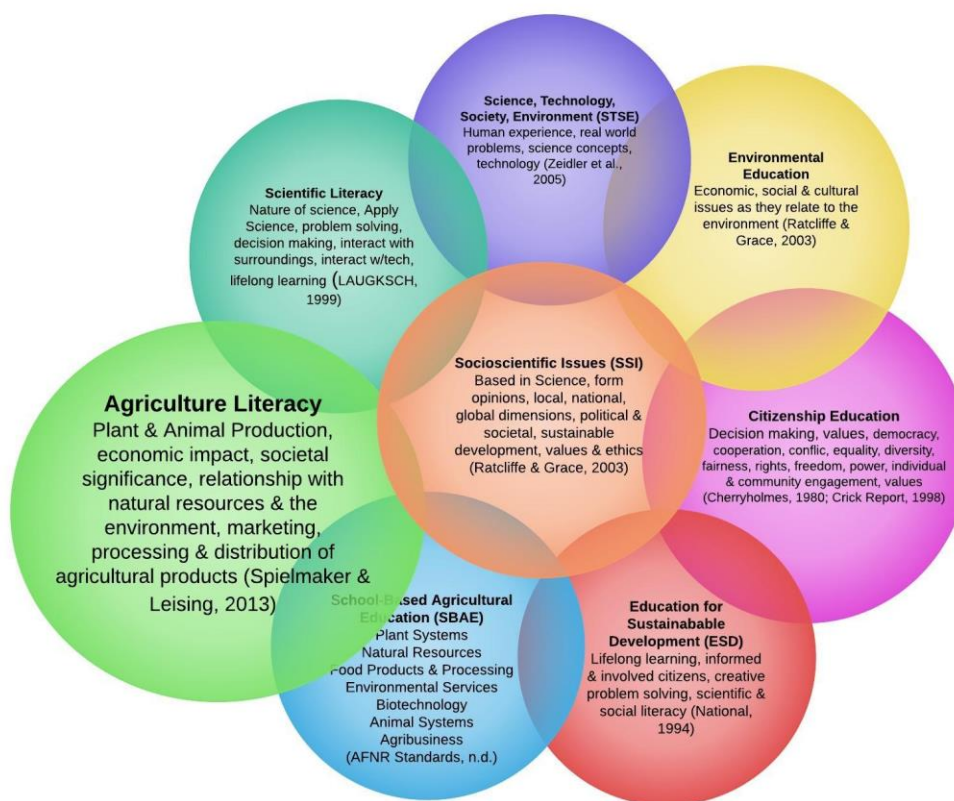 Science, Technology,
Society, Environment (STSE)
Human experience, real world
problems, science concepts,
technology (Zeidler et al.,
2005)
Environmental
Education
Economic, social & cultural
issues as they relate to the
environment (Ratcliffe &
Grace, 2003)
Scientific Literacy
Nature of science, Apply
Science, problem solving,
decision making, interact with
surroundings, interact w/tech,
lifelong learning (LAUGKSCH,
1999)
Socioscientific Issues (SSI)
Based in Science, form
opinions, local, national,
global dimensions, political &
societal, sustainable
development, values & ethics
(Ratcliffe & Grace, 2003)
Agriculture Literacy
Plant & Animal Production,
economic impact, societal
significance, relationship with
natural resources & the
environment, marketing,
processing & distribution of
agricultural products (Spielmaker &
Leising, 2013)
Citizenship Education
Decision making, values, democracy,
cooperation, conflic, equality, diversity,
fairness, rights, freedom, power, individual
& community engagement, values
(Cherryholmes, 1980; Crick Report, 1998)
School-Based Agricultural
Education (SBAE)
Plant Systems
Natural Resources
Food Products & Processing
Environmental Services
Biotechnology
Animal Systems
Agribusiness
(AFNR Standards, n.d.)
Education for
Sustainabable
Development (ESD)
Lifelong learning, informed
& involved citizens, creative
problem solving, scientific &
social literacy (National,
1994)